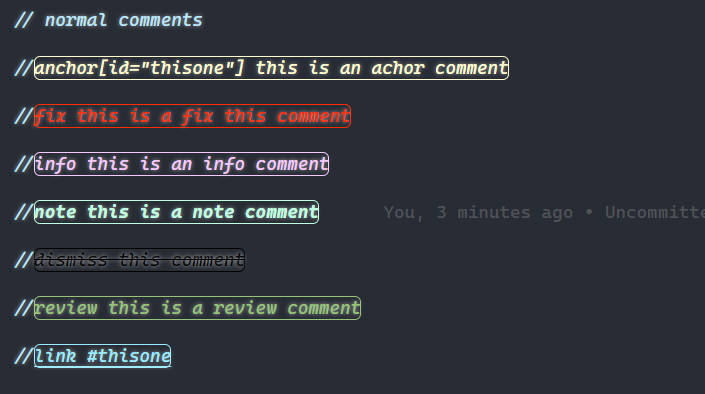 // normal comments
//anchor[id="thisone"] this is an achor comment
//fix this is a fix this comment
//info this is an info comment
//note this is a note comment You, 3 minutes ago • Uncommitte
//dismiss this comment
//review this is a review comment
//link #thisone